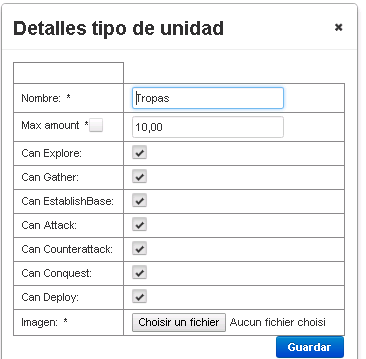 Detalles tipo de unidad
Nombre: * Tropas
Max amount * 10,00
Can Explore:
Can Gather:
Can EstablishBase:
Can Attack:
Can Counterattack:
Can Conquest:
Can Deploy:
Imagen: * Choisir un fichier Aucun fichier choisi
Guardar